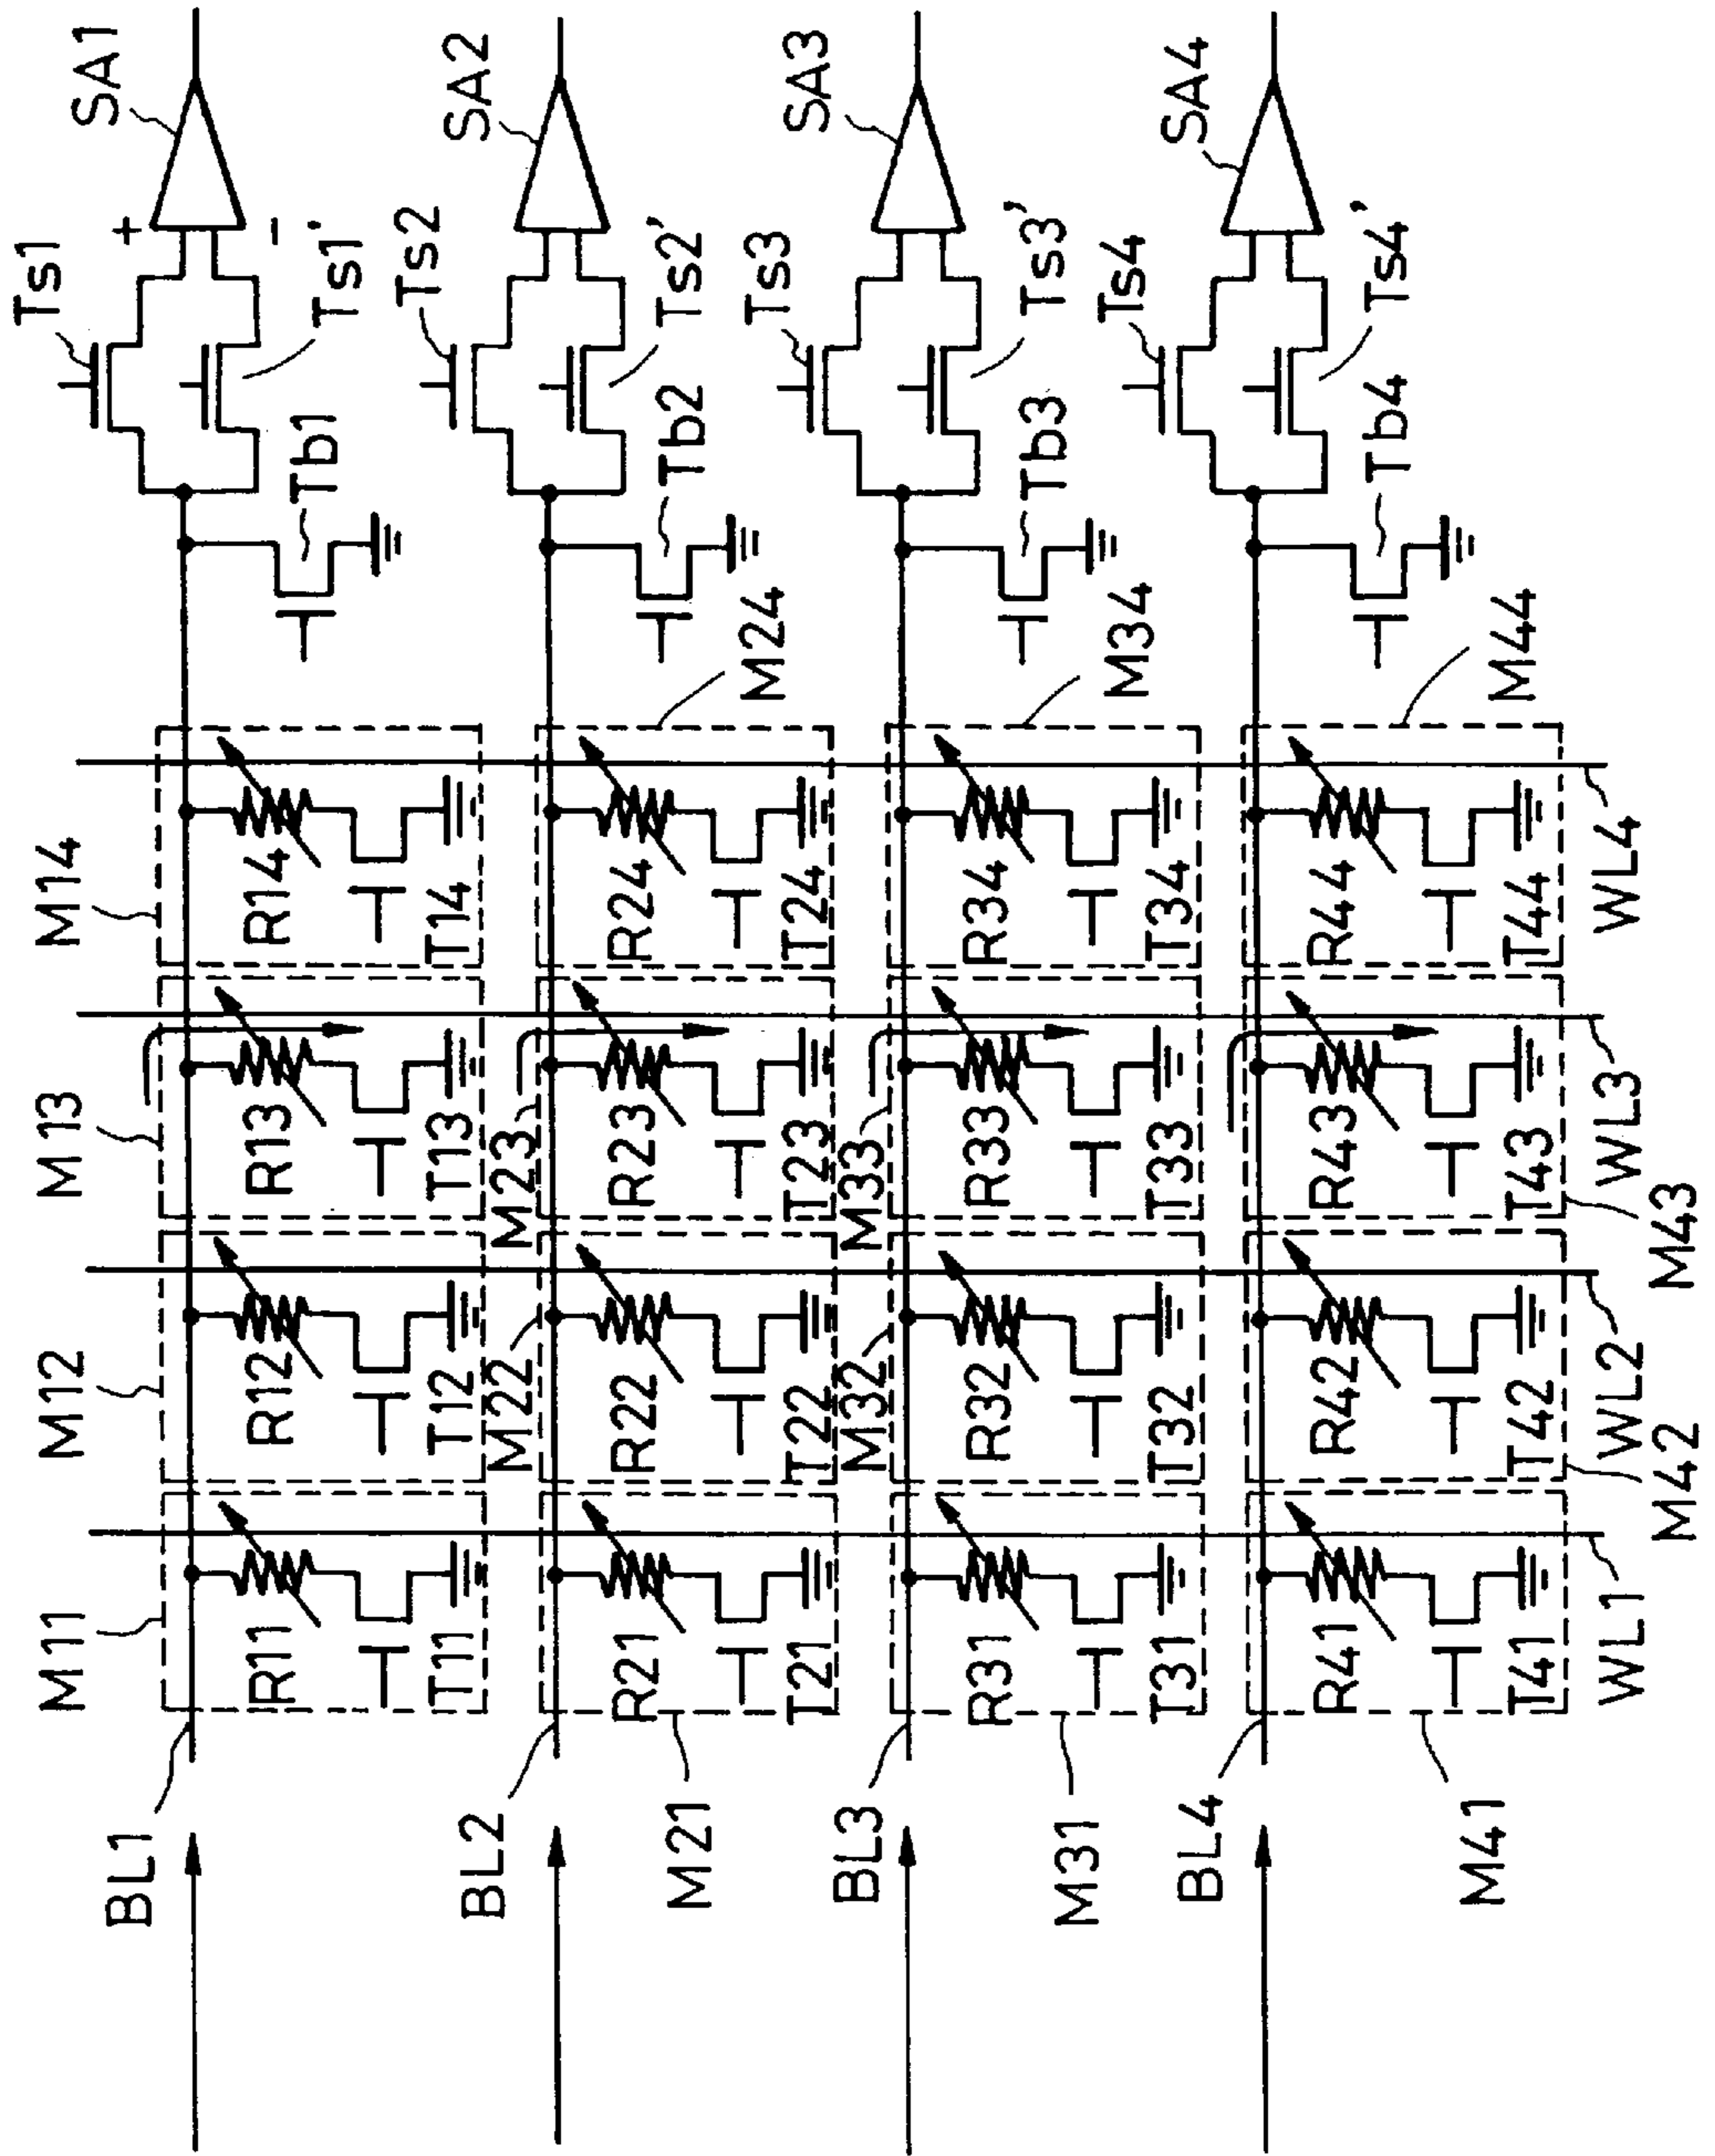 M11 M12 M13 M14 Ts1
SA1
+
BL1
R11 R12 R13 R14 Tb1 Ts1'
-
T11 T12 T13 T14 Ts2
SA2
BL2
M22 M23
R21 R22 R23 R24 Tb2 Ts2'
M21
M24 Ts3
T21 T22 T23 T24 SA3
BL3 M32 M33
R31 R32 R33 R34 Tb3 Ts3'
M31
M34 Ts4
T31 T32 T33 T34 SA4
BL4
R41 R42 R43 R44 Tb4 Ts4'
M41
M44
T41 T42 T43 T44
WL1 WL2 WL3 WL4
M42 M43